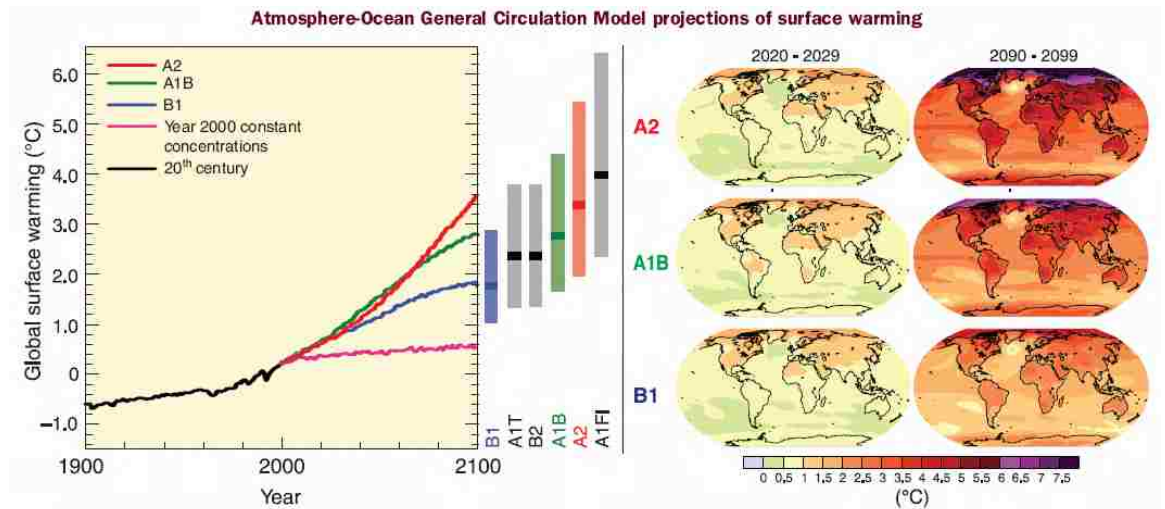 Atmosphere-Ocean General Circulation Model projections of surface warming
Global surface warming (°C)
6.0
5.0
4.0
3.0
2.0
1.0
0
–1.0
A2
A1B
B1
Year 2000 constant
concentrations
20th century
1900
2000
2100
Year
B1
A1T
B2
A1B
A2
A1FI
2020 - 2029
2090 - 2099
A2
A1B
B1
0 0,5 1 1,5 2 2,5 3 3,5 4 4,5 5 5,5 6 6,5 7 7,5
(°C)